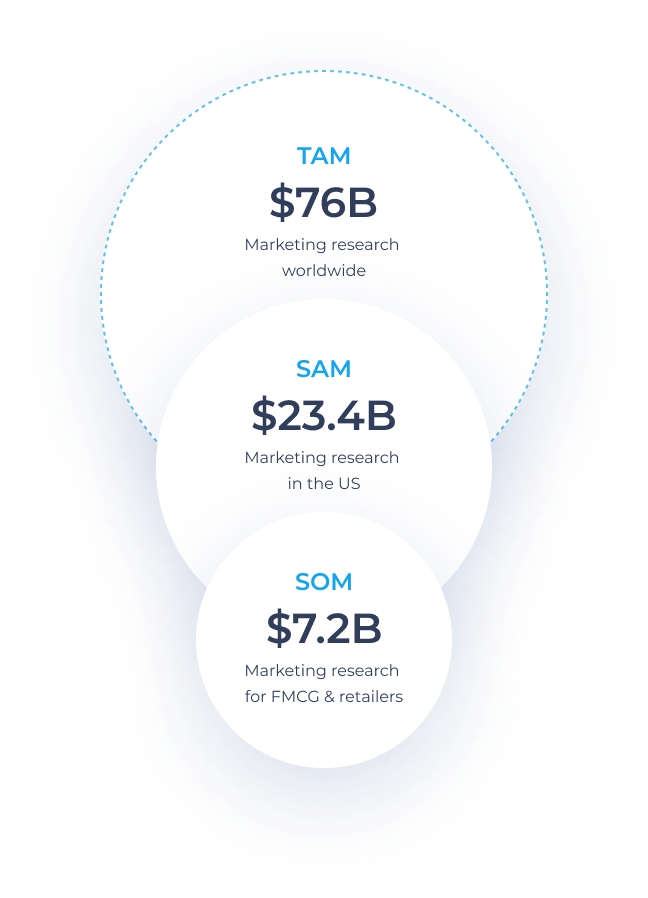 TAM
$76B
Marketing research
worldwide
SAM
$23.4B
Marketing research
in the US
SOM
$7.2B
Marketing research
for FMCG & retailers